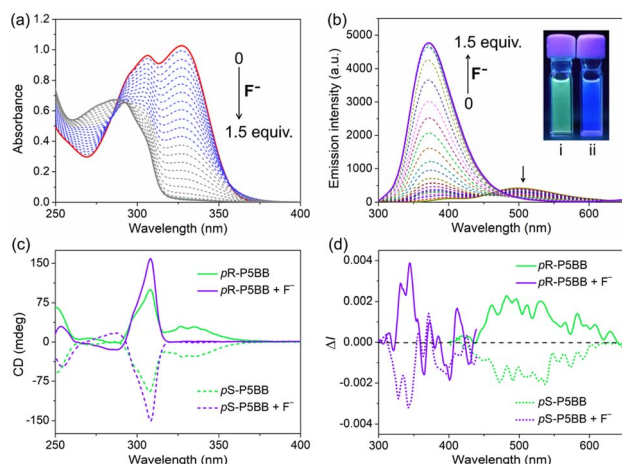 (a)
1.2
1.0
0.8
0.6
0.4
0.2
0.0
Absorbance
0
F⁻
1.5 equiv.
250 300 350 400
Wavelength (nm)
(b)
5000
4000
3000
2000
1000
0
Emission intensity (a.u.)
1.5 equiv.
F⁻
0
i ii
300 400 500 600
Wavelength (nm)
(c)
150
75
0
-75
-150
CD (mdeg)
pR-P5BB
pR-P5BB + F⁻
pS-P5BB
pS-P5BB + F⁻
250 300 350 400
Wavelength (nm)
(d)
0.004
0.002
0.000
-0.002
-0.004
ΔI
pR-P5BB
pR-P5BB + F⁻
pS-P5BB
pS-P5BB + F⁻
300 400 500 600
Wavelength (nm)